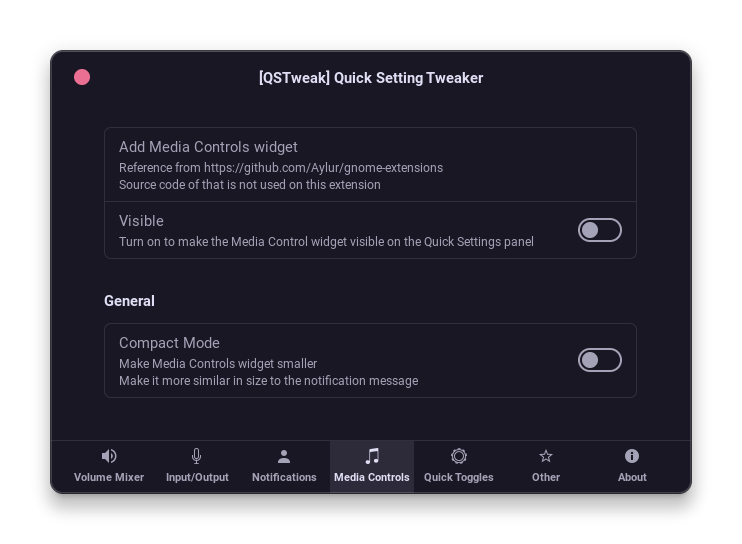 [QSTweak] Quick Setting Tweaker
Add Media Controls widget
Reference from https://github.com/Aylur/gnome-extensions
Source code of that is not used on this extension
Visible
Turn on to make the Media Control widget visible on the Quick Settings panel
General
Compact Mode
Make Media Controls widget smaller
Make it more similar in size to the notification message
Volume Mixer
Input/Output
Notifications
Media Controls
Quick Toggles
Other
About